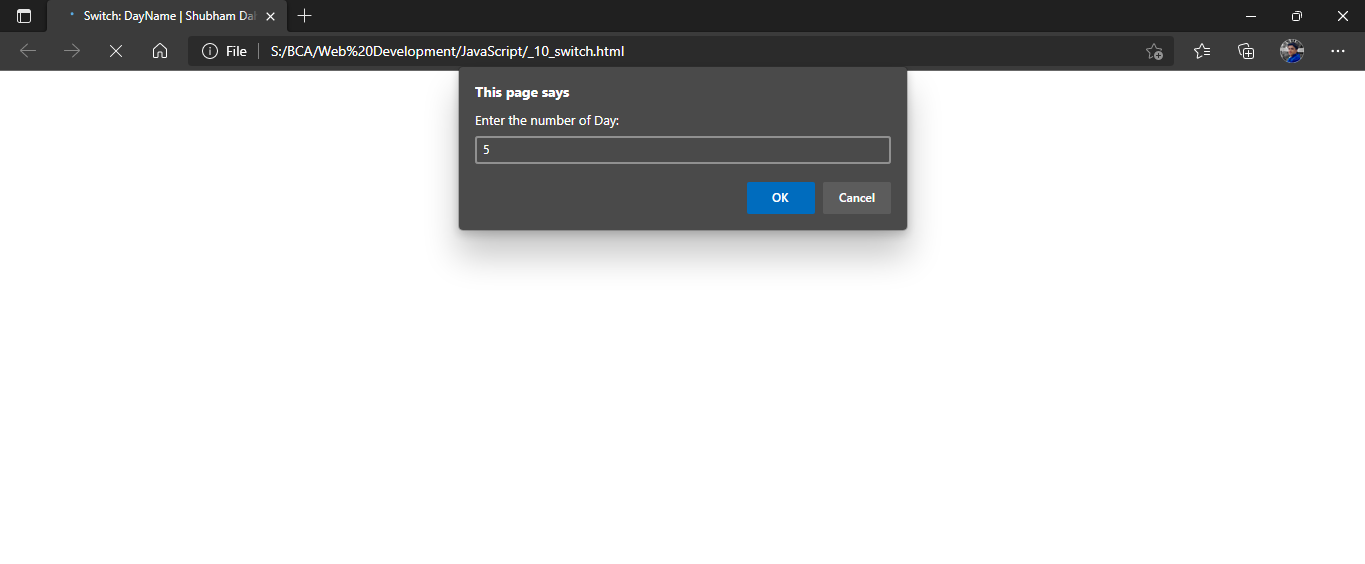 Switch: DayName | Shubham Da
File
S:/BCA/Web%20Development/JavaScript/_10_switch.html
This page says
Enter the number of Day:
5
OK
Cancel